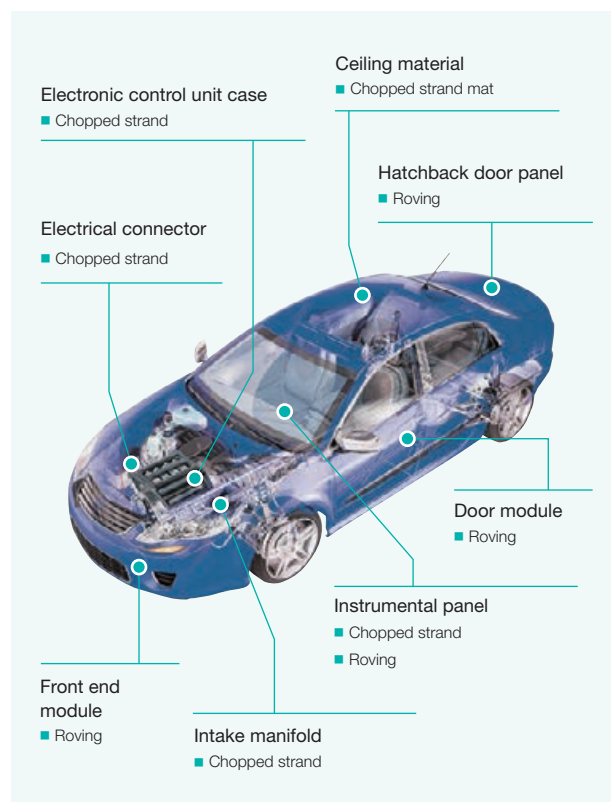 Ceiling material
■ Chopped strand mat
Electronic control unit case
■ Chopped strand
Hatchback door panel
■ Roving
Electrical connector
■ Chopped strand
Door module
■ Roving
Instrumental panel
■ Chopped strand
■ Roving
Front end
module
■ Roving
Intake manifold
■ Chopped strand